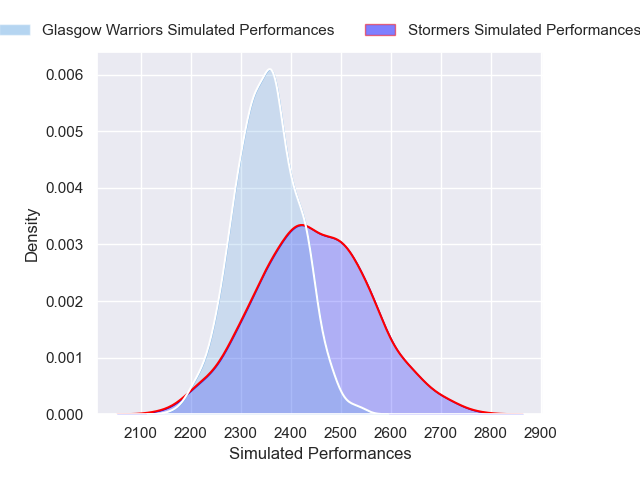 Glasgow Warriors Simulated Performances Stormers Simulated Performances
0.006
0.005
0.004
0.003
0.002
0.001
0.000
Density
2100 2200 2300 2400 2500 2600 2700 2800 2900
Simulated Performances